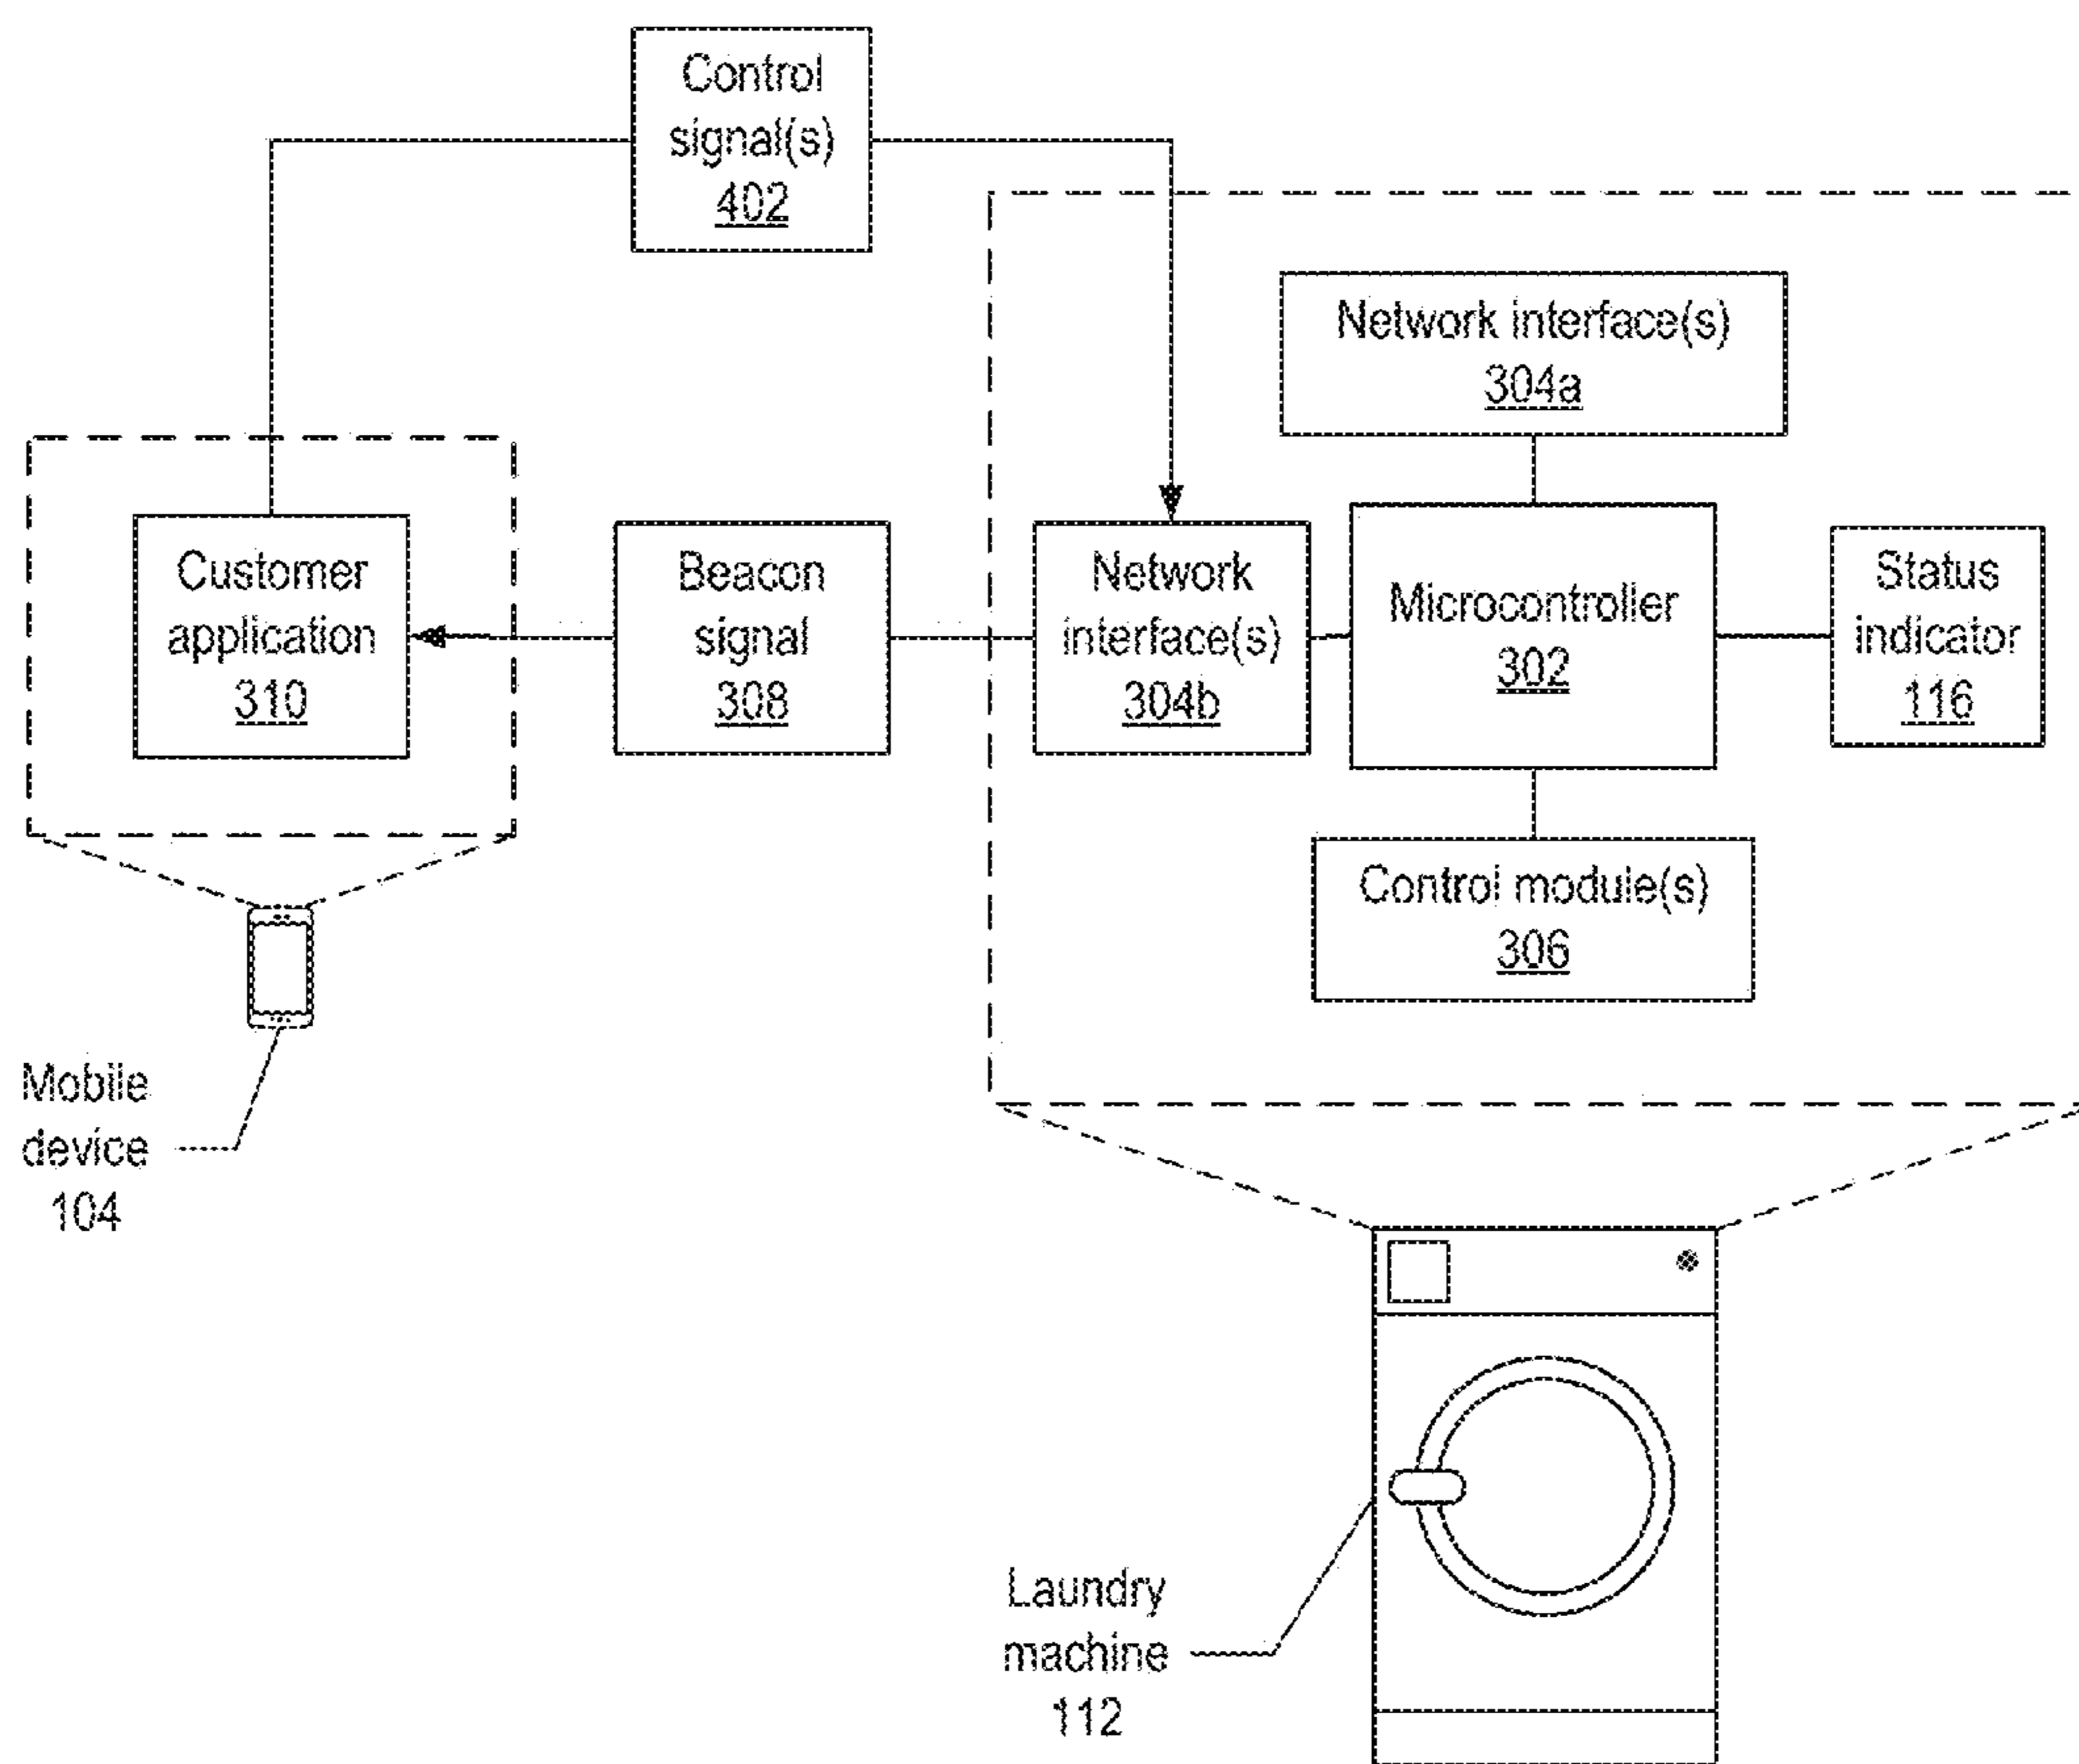 Control
signal(s)
402
Network interface(s)
304a
Customer
application
310
Beacon
signal
308
Network
interface(s)
304b
Microcontroller
302
Status
indicator
116
Control module(s)
306
Mobile
device
104
Laundry
machine
112